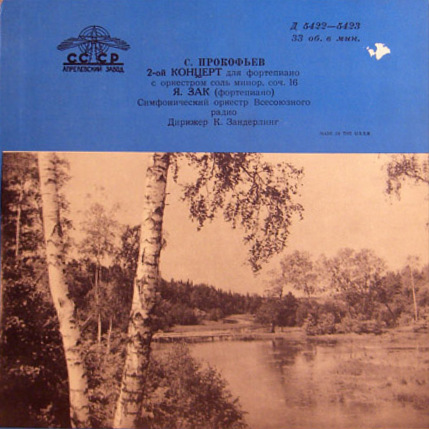 Д 5422—5423
33 об. в мин.
СССР
АПРЕЛЕВСКИЙ ЗАВОД
С. ПРОКОФЬЕВ
2-ой КОНЦЕРТ для фортепиано
с оркестром соль минор, соч. 16
Я. ЗАК (фортепиано)
Симфонический оркестр Всесоюзного
радио
Дирижер К. Зандерлинг
MADE IN THE USSR